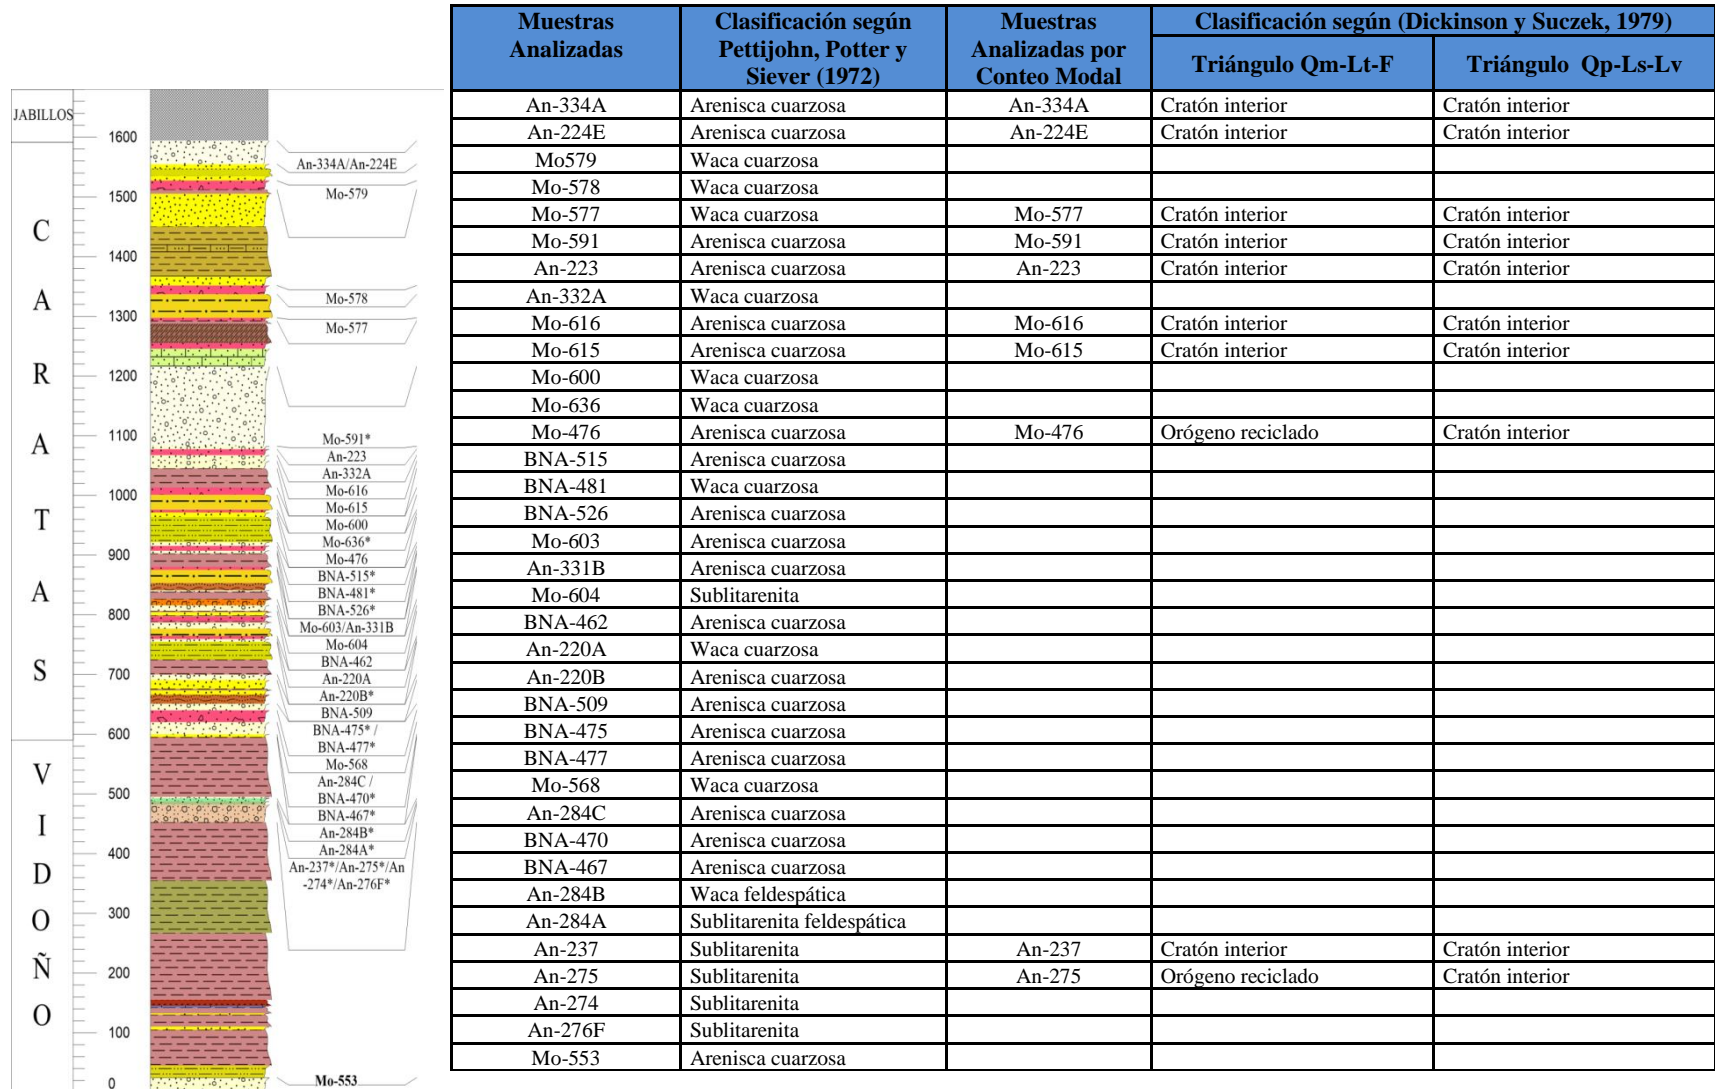 JABILLOS
C
A
R
A
T
A
S
V
I
D
O
Ñ
O
1600
1500
1400
1300
1200
1100
1000
900
800
700
600
500
400
300
200
100
0
An-334A/An-224E
Mo-579
Mo-578
Mo-577
Mo-591*
An-223
An-332A
Mo-616
Mo-615
Mo-600
Mo-636*
Mo-476
BNA-515*
BNA-481*
BNA-526*
Mo-603/An-331B
Mo-604
BNA-462
An-220A
An-220B*
BNA-509
BNA-475* /
BNA-477*
Mo-568
An-284C /
BNA-470*
BNA-467*
An-284B*
An-284A*
An-237*/An-275*/An
-274*/An-276F*
Mo-553
Muestras Analizadas
Clasificación según Pettijohn, Potter y Siever (1972)
Muestras Analizadas por Conteo Modal
Clasificación según (Dickinson y Suczek, 1979)
Triángulo Qm-Lt-F
Triángulo Qp-Ls-Lv
An-334A Arenisca cuarzosa An-334A Cratón interior Cratón interior
An-224E Arenisca cuarzosa An-224E Cratón interior Cratón interior
Mo579 Waca cuarzosa
Mo-578 Waca cuarzosa
Mo-577 Waca cuarzosa Mo-577 Cratón interior Cratón interior
Mo-591 Arenisca cuarzosa Mo-591 Cratón interior Cratón interior
An-223 Arenisca cuarzosa An-223 Cratón interior Cratón interior
An-332A Waca cuarzosa
Mo-616 Arenisca cuarzosa Mo-616 Cratón interior Cratón interior
Mo-615 Arenisca cuarzosa Mo-615 Cratón interior Cratón interior
Mo-600 Waca cuarzosa
Mo-636 Waca cuarzosa
Mo-476 Arenisca cuarzosa Mo-476 Orógeno reciclado Cratón interior
BNA-515 Arenisca cuarzosa
BNA-481 Waca cuarzosa
BNA-526 Arenisca cuarzosa
Mo-603 Arenisca cuarzosa
An-331B Arenisca cuarzosa
Mo-604 Sublitarenita
BNA-462 Arenisca cuarzosa
An-220A Waca cuarzosa
An-220B Arenisca cuarzosa
BNA-509 Arenisca cuarzosa
BNA-475 Arenisca cuarzosa
BNA-477 Arenisca cuarzosa
Mo-568 Waca cuarzosa
An-284C Arenisca cuarzosa
BNA-470 Arenisca cuarzosa
BNA-467 Arenisca cuarzosa
An-284B Waca feldespática
An-284A Sublitarenita feldespática
An-237 Sublitarenita An-237 Cratón interior Cratón interior
An-275 Sublitarenita An-275 Orógeno reciclado Cratón interior
An-274 Sublitarenita
An-276F Sublitarenita
Mo-553 Arenisca cuarzosa